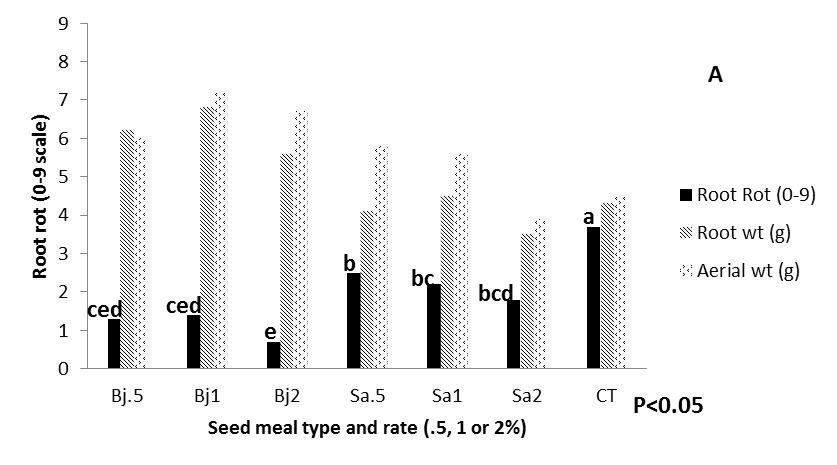 9
8
7
6
5
4
3
2
1
0
Root rot (0-9 scale)
A
Root Rot (0-9)
Root wt (g)
Aerial wt (g)
ced
ced
e
b
bc
bcd
a
Bj.5 Bj1 Bj2 Sa.5 Sa1 Sa2 CT
P<0.05
Seed meal type and rate (.5, 1 or 2%)